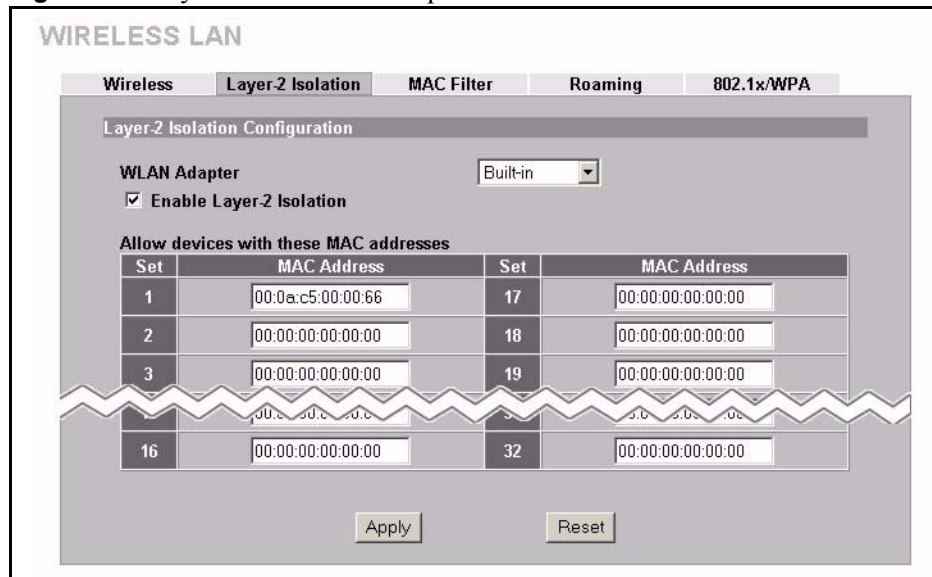 WIRELESS LAN
Wireless Layer-2 Isolation MAC Filter Roaming 802.1x/WPA
Layer-2 Isolation Configuration
WLAN Adapter Built-in
Enable Layer-2 Isolation
Allow devices with these MAC addresses
Set MAC Address Set MAC Address
1 00:0a:c5:00:00:66 17 00:00:00:00:00:00
2 00:00:00:00:00:00 18 00:00:00:00:00:00
3 00:00:00:00:00:00 19 00:00:00:00:00:00
16 00:00:00:00:00:00 32 00:00:00:00:00:00
Apply Reset